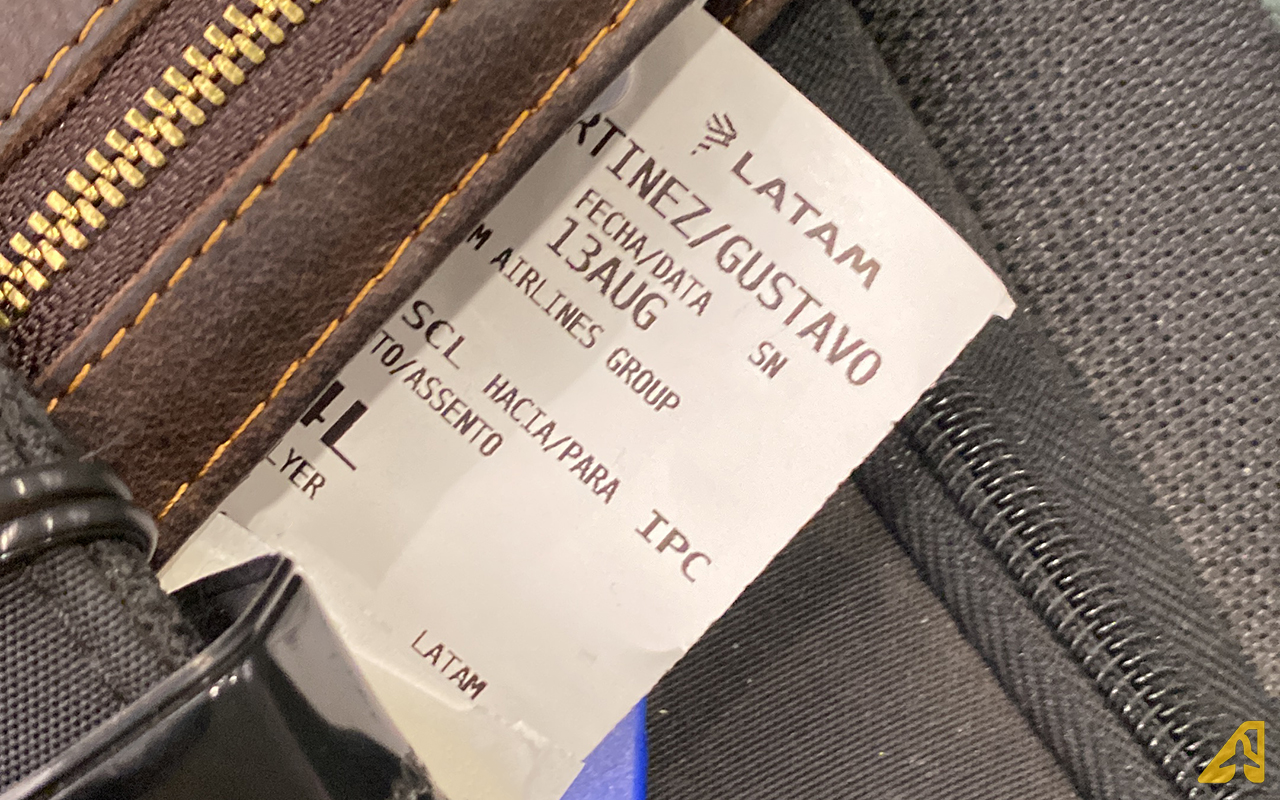 LATAM
RTINEZ/GUSTAVO
FECHA/DATA
13AUG SN
M AIRLINES GROUP
SCL HACIA/PARA IPC
TO/ASSENTO
4L
LYER
LATAM